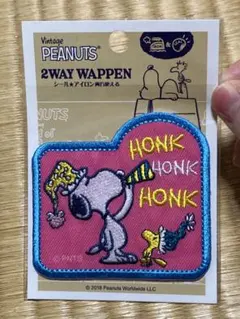 Vintage
PEANUTS
2WAY WAPPEN
シール★アイロン両方使える
HONK
HONK
HONK
© PNTS
© 2018 Peanuts Worldwide LLC